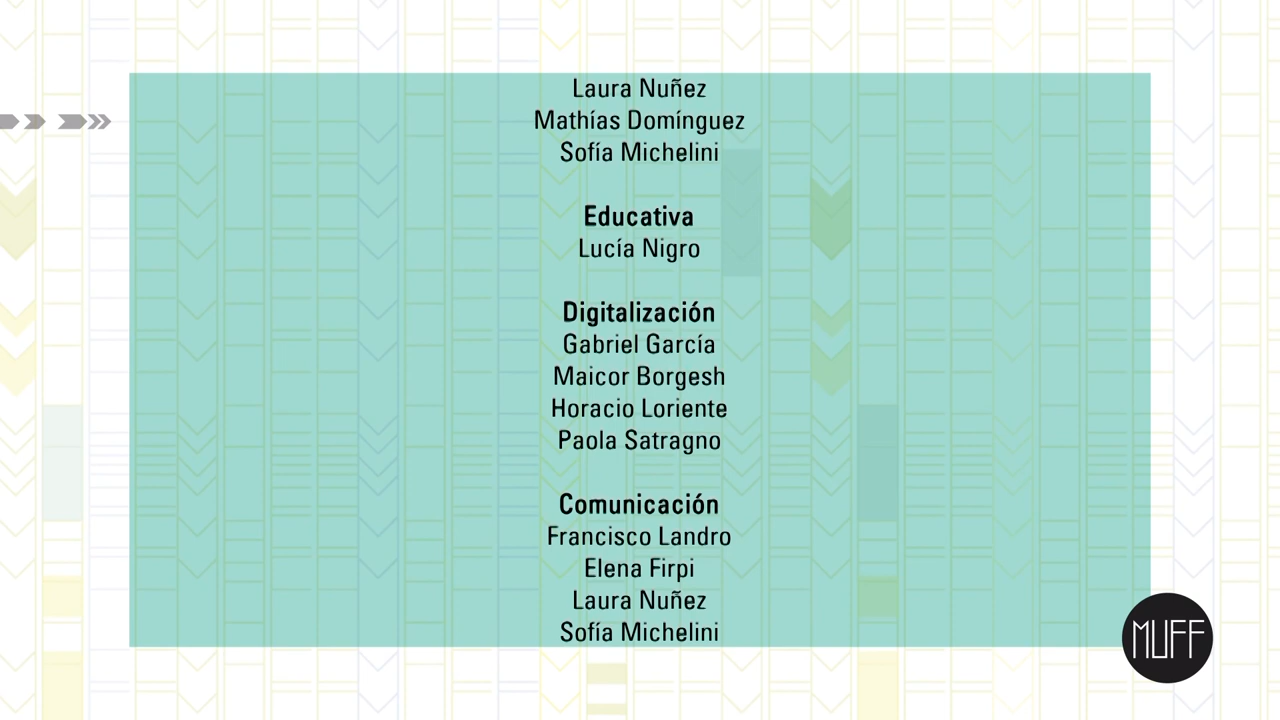 Laura Nuñez
Mathías Domínguez
Sofía Michelini
Educativa
Lucía Nigro
Digitalización
Gabriel García
Maicor Borgesh
Horacio Loriente
Paola Satragno
Comunicación
Francisco Landro
Elena Firpi
Laura Nuñez
Sofía Michelini
MUFF